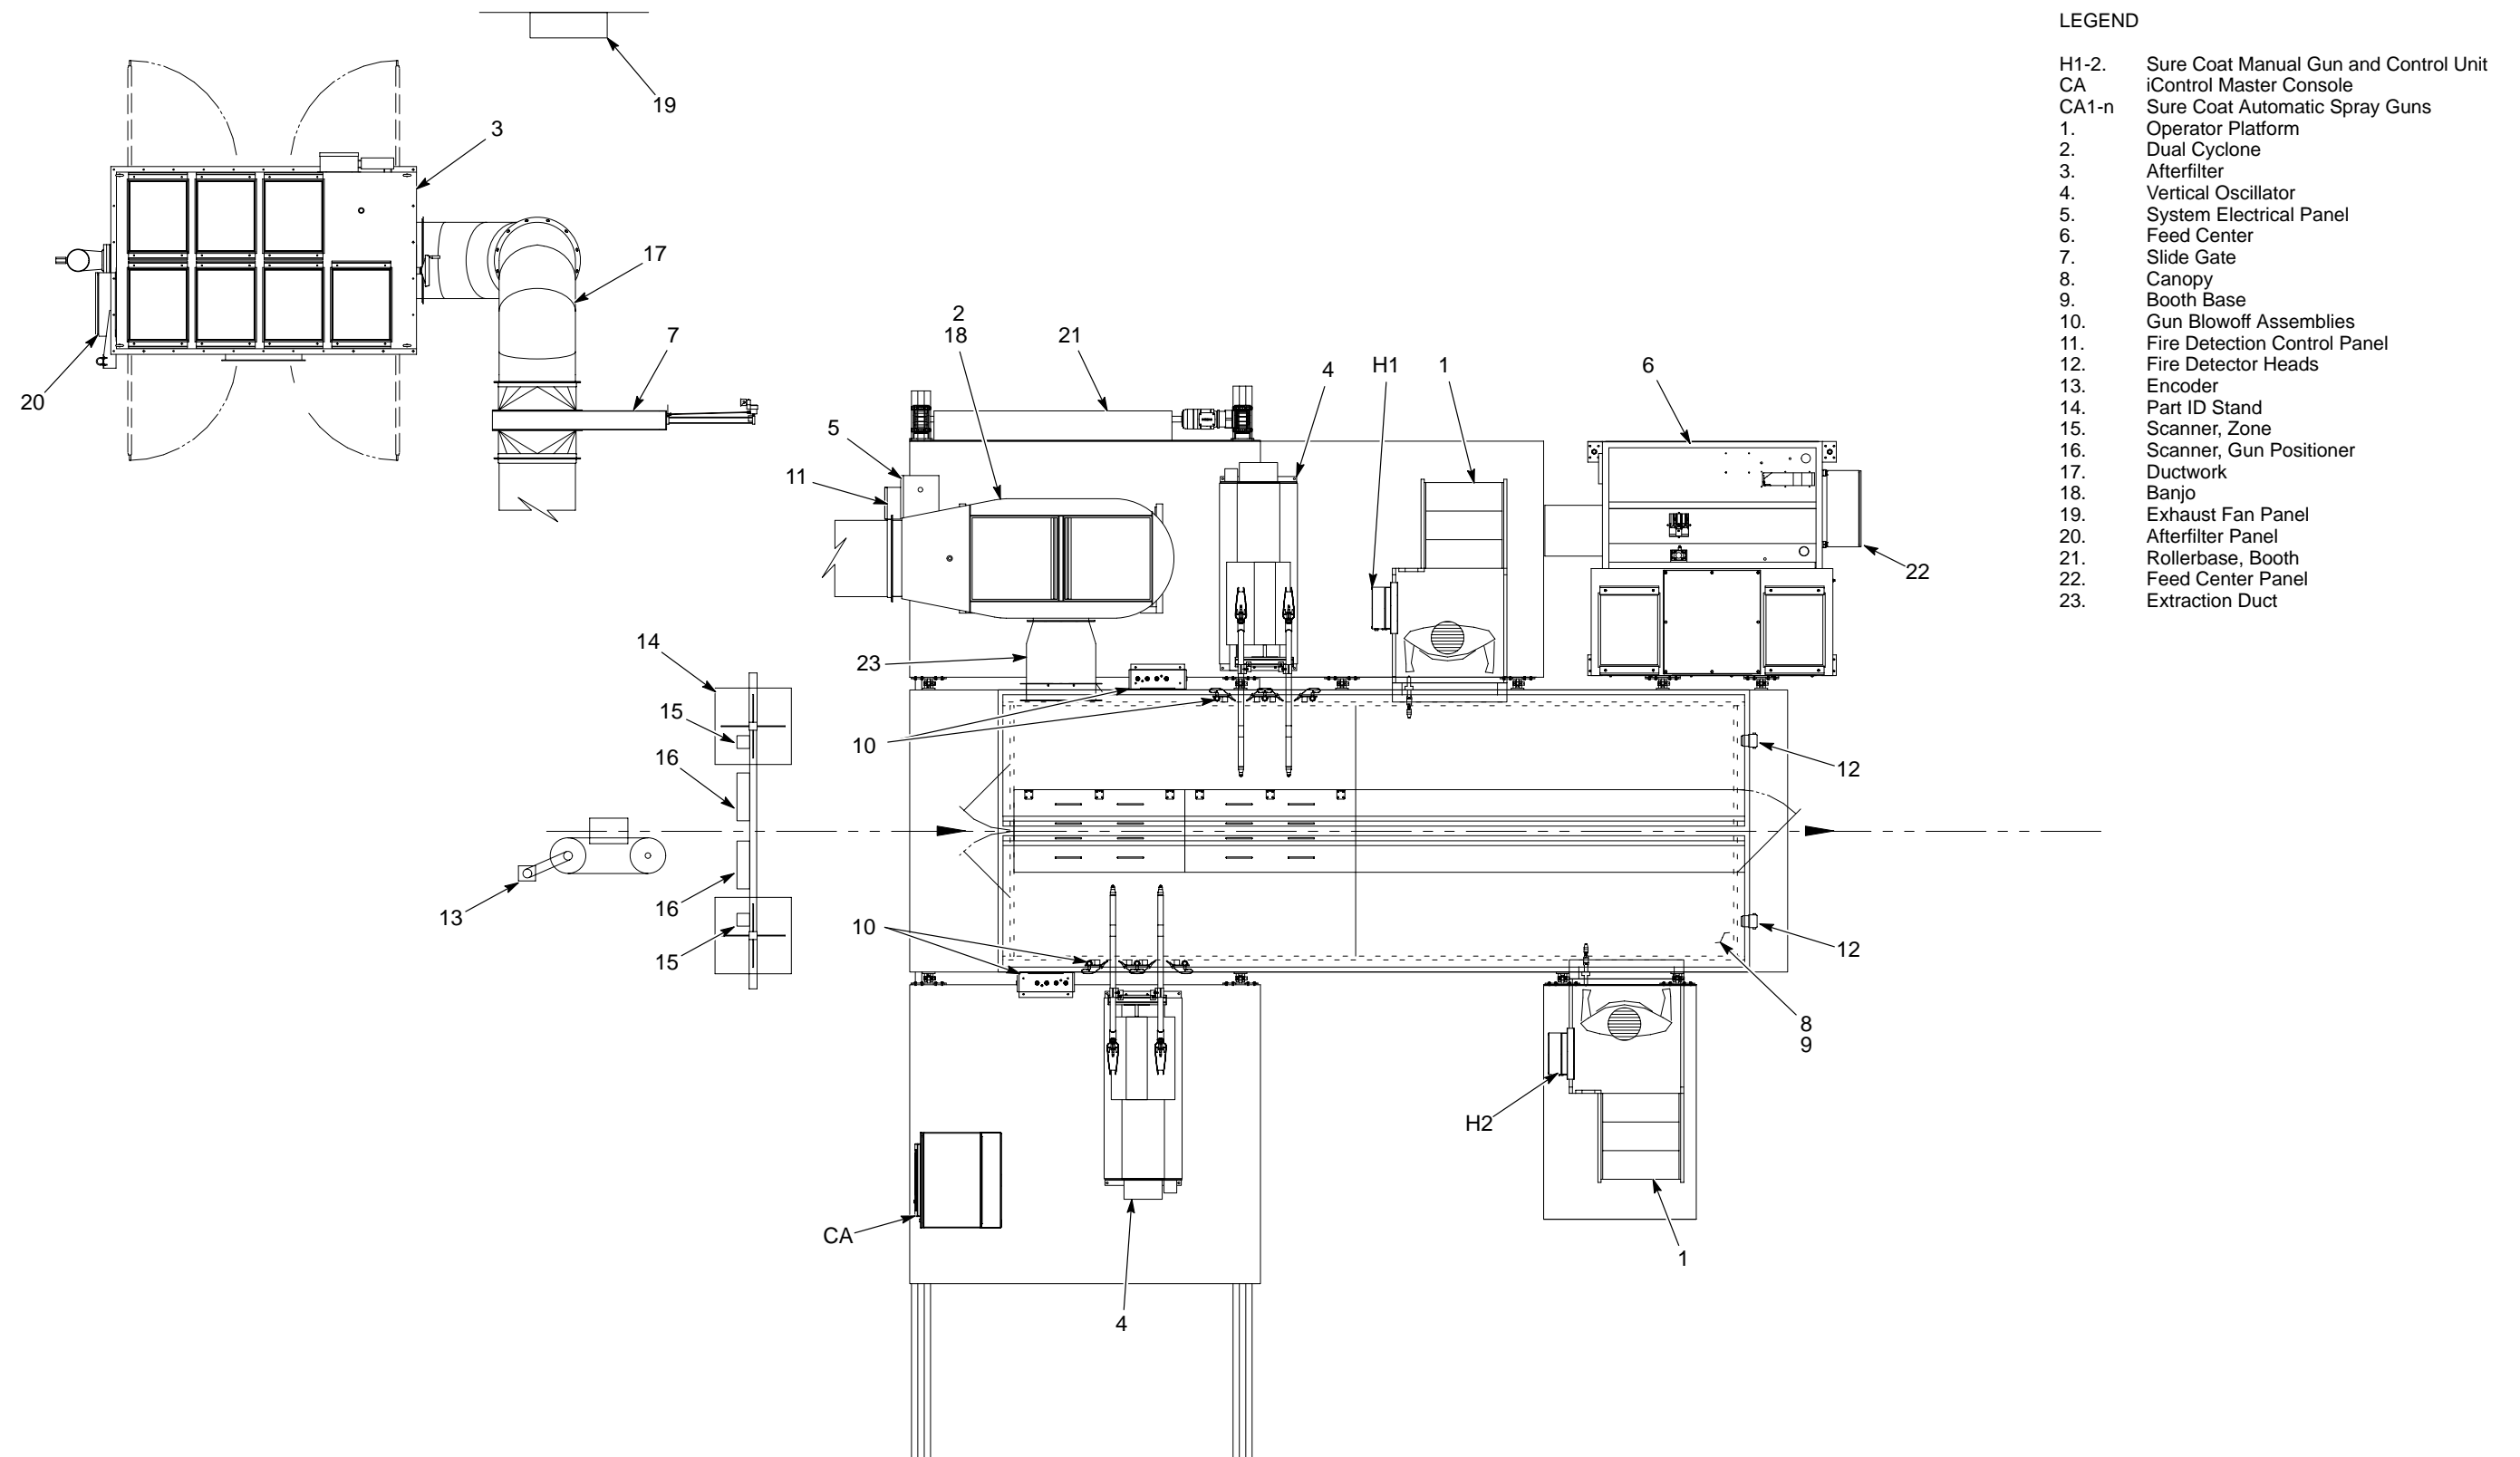 LEGEND
H1-2. Sure Coat Manual Gun and Control Unit
CA iControl Master Console
CA1-n Sure Coat Automatic Spray Guns
1. Operator Platform
2. Dual Cyclone
3. Afterfilter
4. Vertical Oscillator
5. System Electrical Panel
6. Feed Center
7. Slide Gate
8. Canopy
9. Booth Base
10. Gun Blowoff Assemblies
11. Fire Detection Control Panel
12. Fire Detector Heads
13. Encoder
14. Part ID Stand
15. Scanner, Zone
16. Scanner, Gun Positioner
17. Ductwork
18. Banjo
19. Exhaust Fan Panel
20. Afterfilter Panel
21. Rollerbase, Booth
22. Feed Center Panel
23. Extraction Duct
19
3
17
20
7
2
18
21
4
H1
1
6
5
11
22
14
23
15
10
16
12
13
16
10
15
12
8
9
H2
CA
1
4